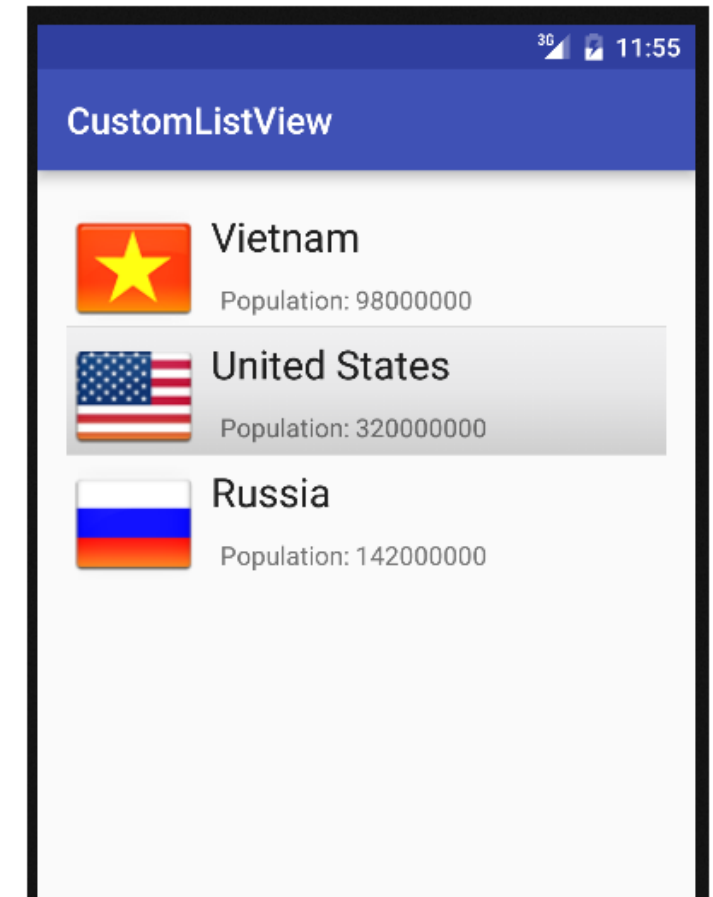 3G 11:55
CustomListView
Vietnam
Population: 98000000
United States
Population: 320000000
Russia
Population: 142000000